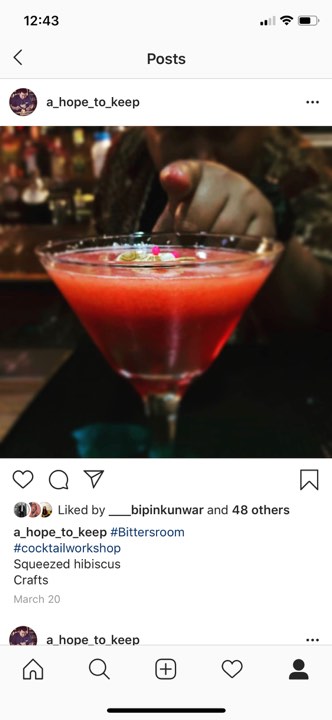 12:43
Posts
a_hope_to_keep
Liked by ____bipinkunwar and 48 others
a_hope_to_keep #Bittersroom
#cocktailworkshop
Squeezed hibiscus
Crafts
March 20
a_hope_to_keep